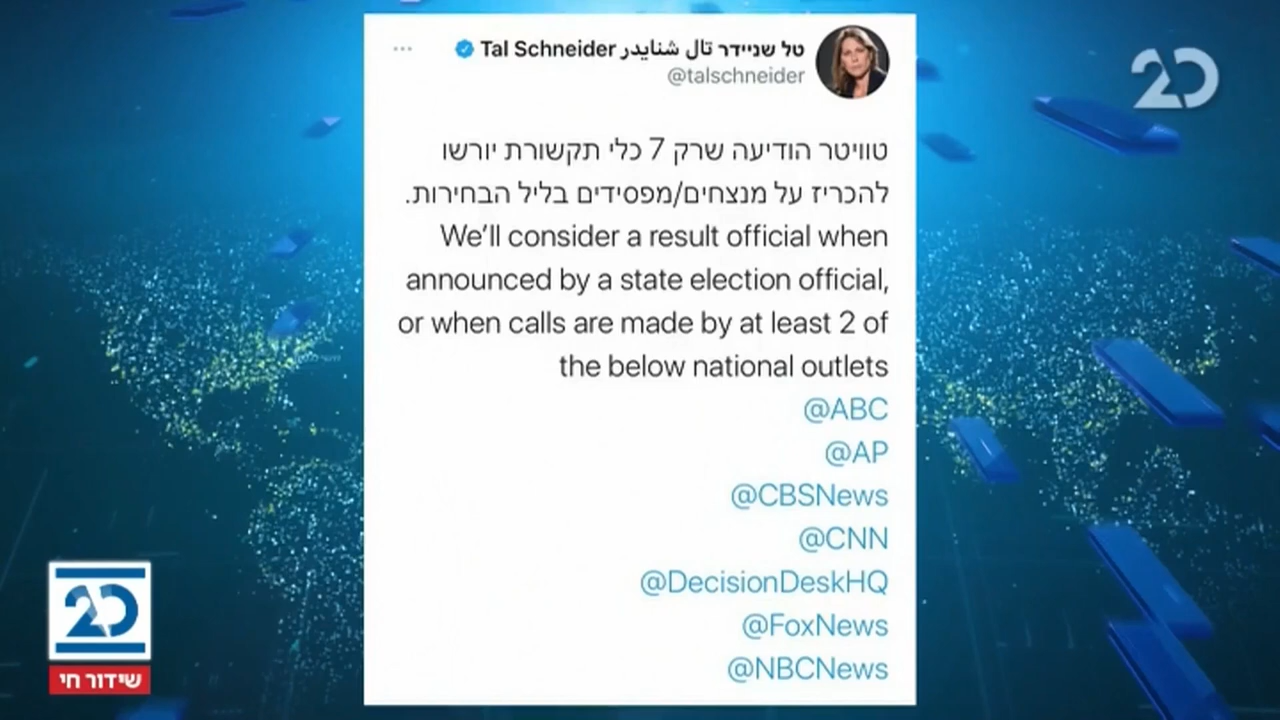 טל שניידר تال شنايدر Tal Schneider
@talschneider
טוויטר הודיעה שרק 7 כלי תקשורת יורשו
להכריז על מנצחים/מפסידים בליל הבחירות.
We’ll consider a result official when
announced by a state election official,
or when calls are made by at least 2 of
the below national outlets
@ABC
@AP
@CBSNews
@CNN
@DecisionDeskHQ
@FoxNews
@NBCNews
20
20
שידור חי